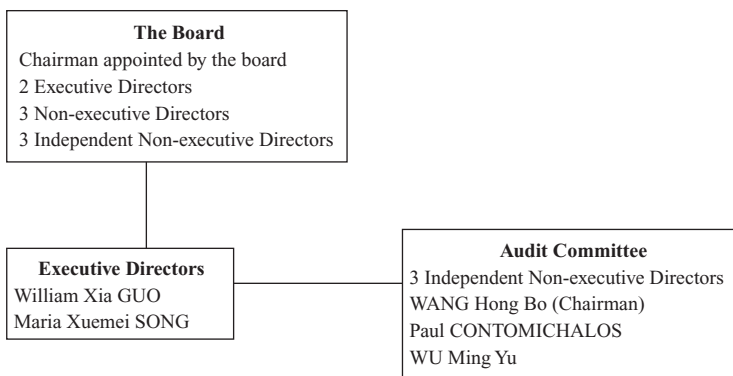 The Board
Chairman appointed by the board
2 Executive Directors
3 Non-executive Directors
3 Independent Non-executive Directors
Executive Directors
William Xia GUO
Maria Xuemei SONG
Audit Committee
3 Independent Non-executive Directors
WANG Hong Bo (Chairman)
Paul CONTOMICHALOS
WU Ming Yu